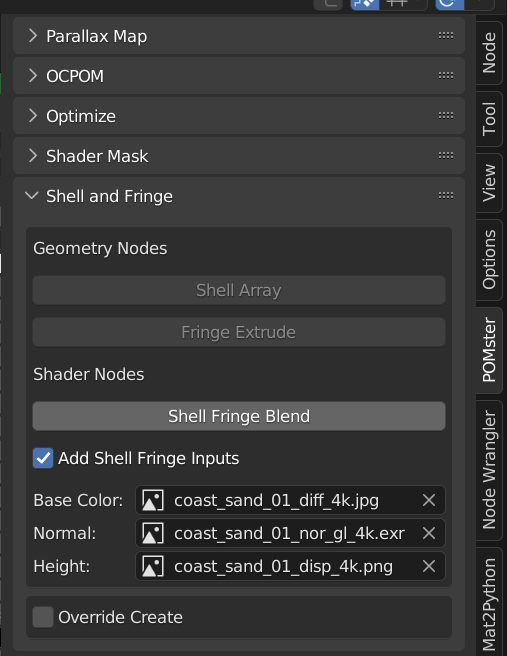 Parallax Map
OCPOM
Optimize
Shader Mask
Shell and Fringe
Geometry Nodes
Shell Array
Fringe Extrude
Shader Nodes
Shell Fringe Blend
Add Shell Fringe Inputs
Base Color: coast_sand_01_diff_4k.jpg
Normal: coast_sand_01_nor_gl_4k.exr
Height: coast_sand_01_disp_4k.png
Override Create
Node
Tool
View
Options
POMster
Node Wrangler
Mat2Python